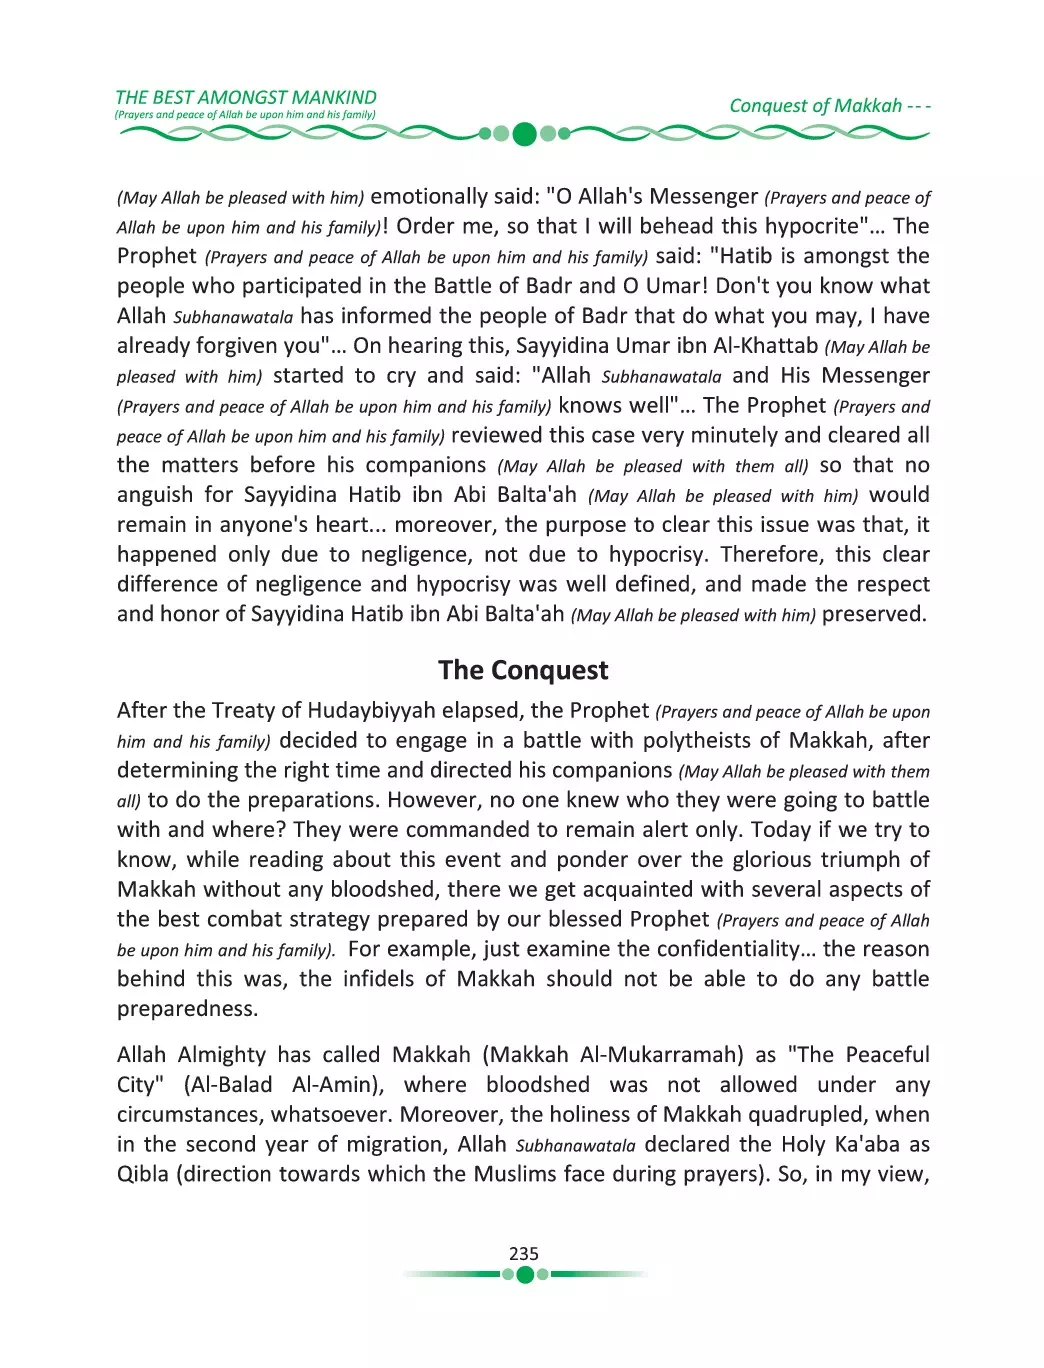 THE BEST AMONGST MANKIND
(Prayers and peace of Allah be upon him and his family)
Conquest of Makkah - - -
(May Allah be pleased with him) emotionally said: "O Allah's Messenger (Prayers and peace of
Allah be upon him and his family)! Order me, so that I will behead this hypocrite"... The
Prophet (Prayers and peace of Allah be upon him and his family) said: "Hatib is amongst the
people who participated in the Battle of Badr and O Umar! Don't you know what
Allah Subhanawatala has informed the people of Badr that do what you may, I have
already forgiven you"... On hearing this, Sayyidina Umar ibn Al-Khattab (May Allah be
pleased with him) started to cry and said: "Allah Subhanawatala and His Messenger
(Prayers and peace of Allah be upon him and his family) knows well"... The Prophet (Prayers and
peace of Allah be upon him and his family) reviewed this case very minutely and cleared all
the matters before his companions (May Allah be pleased with them all) so that no
anguish for Sayyidina Hatib ibn Abi Balta'ah (May Allah be pleased with him) would
remain in anyone's heart... moreover, the purpose to clear this issue was that, it
happened only due to negligence, not due to hypocrisy. Therefore, this clear
difference of negligence and hypocrisy was well defined, and made the respect
and honor of Sayyidina Hatib ibn Abi Balta'ah (May Allah be pleased with him) preserved.
The Conquest
After the Treaty of Hudaybiyyah elapsed, the Prophet (Prayers and peace of Allah be upon
him and his family) decided to engage in a battle with polytheists of Makkah, after
determining the right time and directed his companions (May Allah be pleased with them
all) to do the preparations. However, no one knew who they were going to battle
with and where? They were commanded to remain alert only. Today if we try to
know, while reading about this event and ponder over the glorious triumph of
Makkah without any bloodshed, there we get acquainted with several aspects of
the best combat strategy prepared by our blessed Prophet (Prayers and peace of Allah
be upon him and his family). For example, just examine the confidentiality... the reason
behind this was, the infidels of Makkah should not be able to do any battle
preparedness.
Allah Almighty has called Makkah (Makkah Al-Mukarramah) as "The Peaceful
City" (Al-Balad Al-Amin), where bloodshed was not allowed under any
circumstances, whatsoever. Moreover, the holiness of Makkah quadrupled, when
in the second year of migration, Allah Subhanawatala declared the Holy Ka'aba as
Qibla (direction towards which the Muslims face during prayers). So, in my view,
235